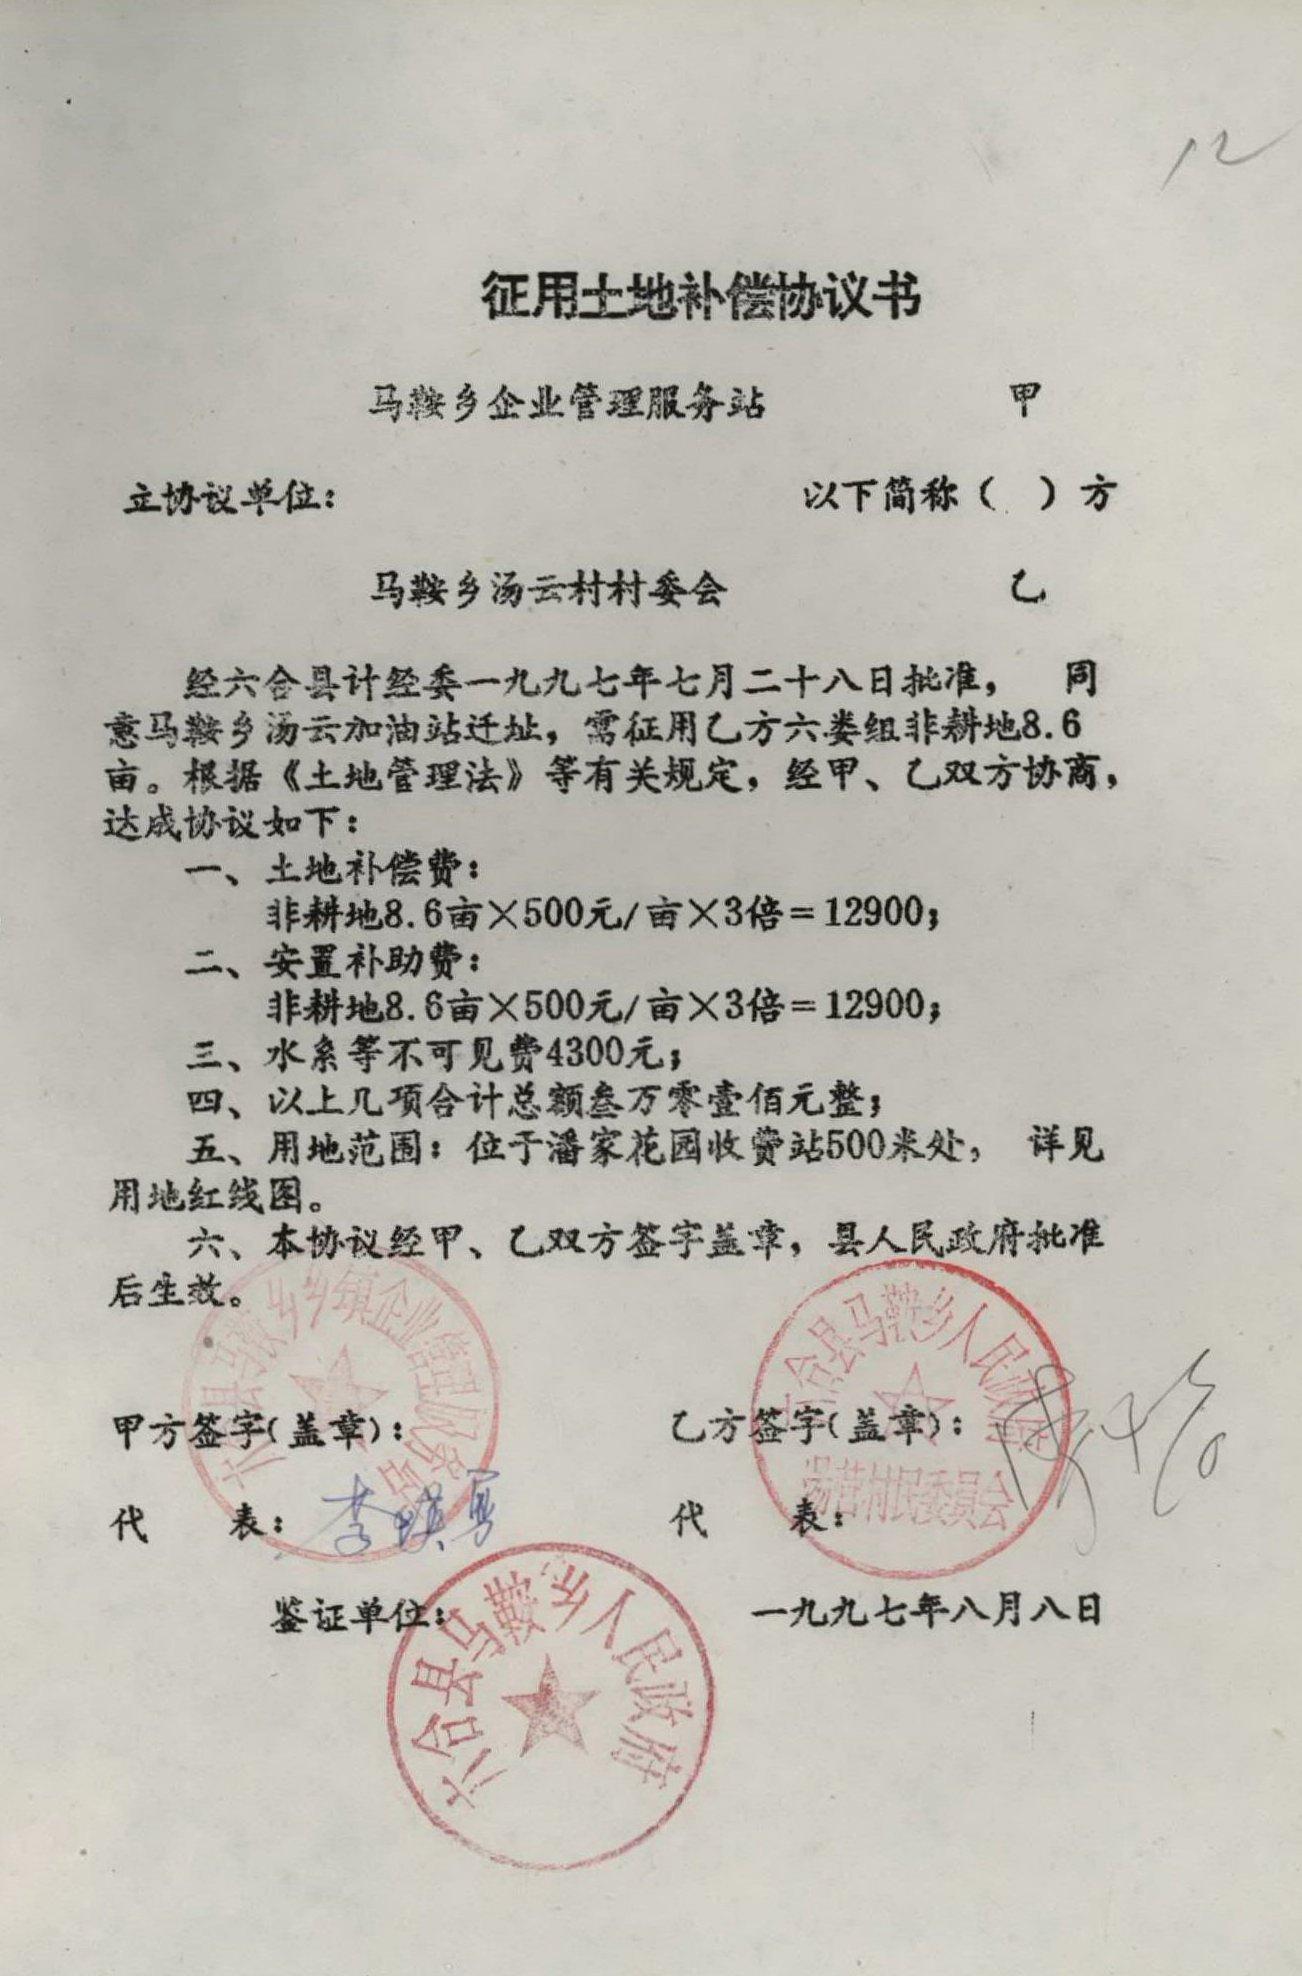 12
征用土地补偿协议书
马鞍乡企业管理服务站 甲
立协议单位： 以下简称（ ）方
马鞍乡汤云村村委会 乙
经六合县计经委一九九七年七月二十八日批准， 同
意马鞍乡汤云加油站迁址，需征用乙方六娄组非耕地8.6
亩。根据《土地管理法》等有关规定，经甲、乙双方协商，
达成协议如下：
一、土地补偿费：
非耕地8.6亩×500元/亩×3倍=12900；
二、安置补助费：
非耕地8.6亩×500元/亩×3倍=12900；
三、水系等不可见费4300元；
四、以上几项合计总额叁万零壹佰元整；
五、用地范围：位于潘家花园收费站500米处， 详见
用地红线图。
六、本协议经甲、乙双方签字盖章，县人民政府批准
后生效。
六合县马鞍乡乡镇企业管理服务站
六合县马鞍乡人民政府
汤营村民委员会
甲方签字(盖章)： 乙方签字(盖章)：
代 表： 代 表：
鉴证单位： 一九九七年八月八日
六合县马鞍乡人民政府